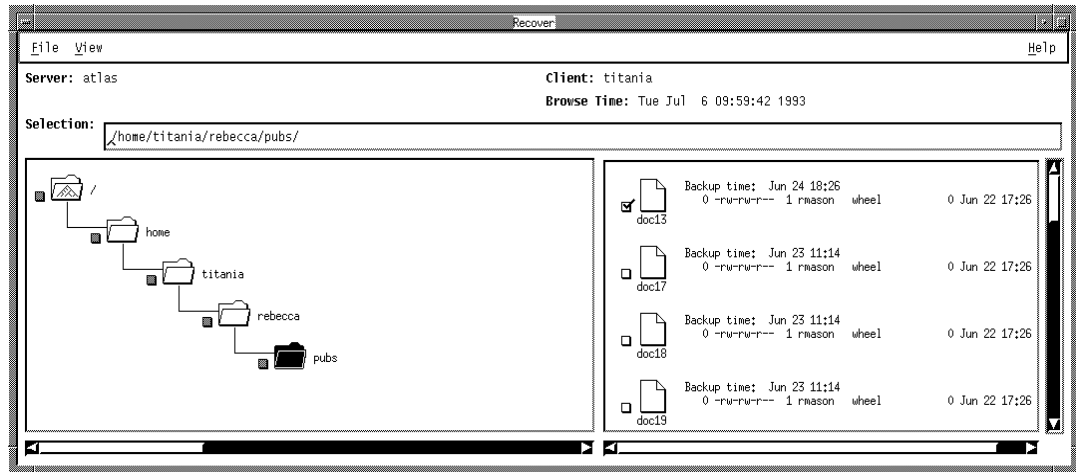 Recover
File View Help
Server: atlas Client: titania
Browse Time: Tue Jul  6 09:59:42 1993
Selection: /home/titania/rebecca/pubs/
/
home
titania
rebecca
pubs
Backup time:  Jun 24 18:26
0 -rw-rw-r--  1 rmason   wheel          0 Jun 22 17:26
doc13
Backup time:  Jun 23 11:14
0 -rw-rw-r--  1 rmason   wheel          0 Jun 22 17:26
doc17
Backup time:  Jun 23 11:14
0 -rw-rw-r--  1 rmason   wheel          0 Jun 22 17:26
doc18
Backup time:  Jun 23 11:14
0 -rw-rw-r--  1 rmason   wheel          0 Jun 22 17:26
doc19